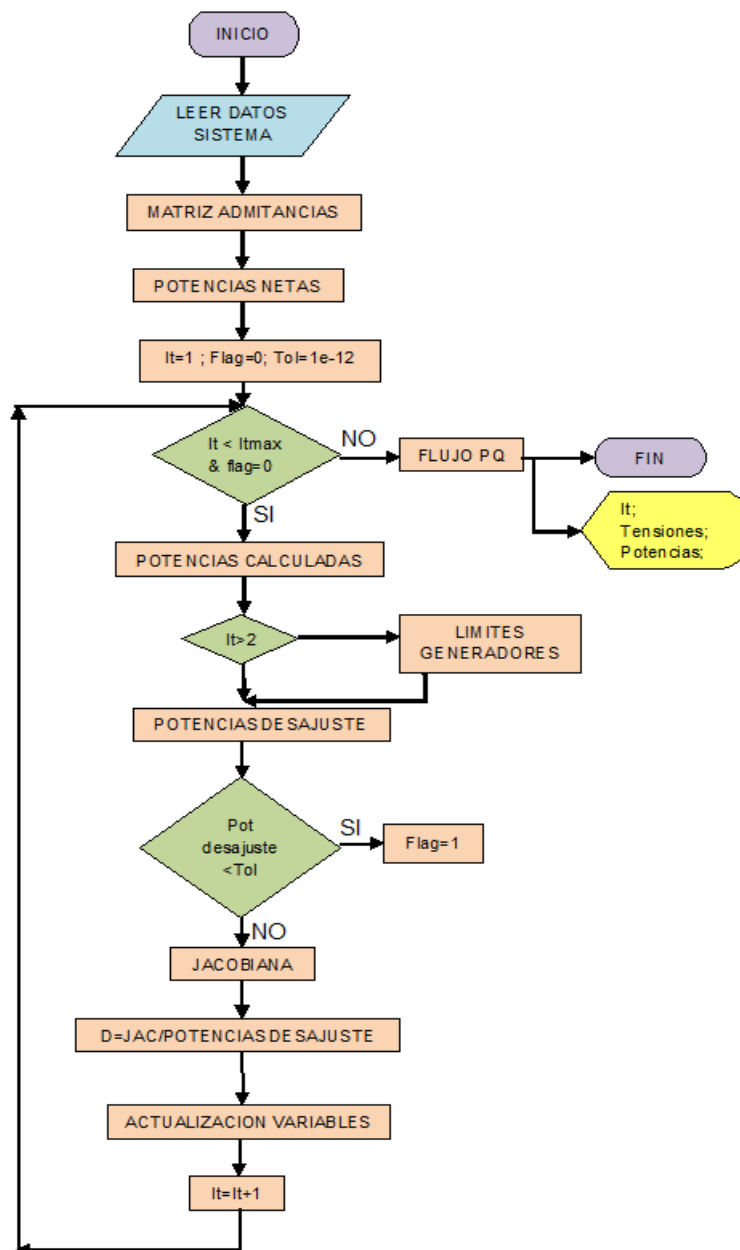 INICIO
LEER DATOS
SISTEMA
MATRIZ ADMITANCIAS
POTENCIAS NETAS
It=1 ; Flag=0; Tol=1e-12
It < Itmax
& flag=0
NO
FLUJO PQ
FIN
It;
Tensiones;
Potencias;
SI
POTENCIAS CALCULADAS
It>2
LIMITES
GENERADORES
POTENCIAS DESAJUSTE
Pot
desajuste
<Tol
SI
Flag=1
NO
JACOBIANA
D=JAC/POTENCIAS DESAJUSTE
ACTUALIZACION VARIABLES
It=It+1